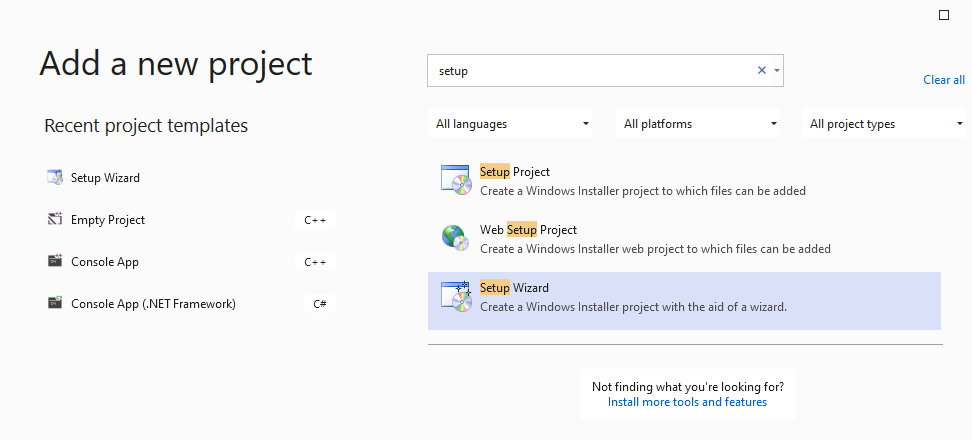 Add a new project
Recent project templates
Setup Wizard
Empty Project C++
Console App C++
Console App (.NET Framework) C#
setup
Clear all
All languages All platforms All project types
Setup Project
Create a Windows Installer project to which files can be added
Web Setup Project
Create a Windows Installer web project to which files can be added
Setup Wizard
Create a Windows Installer project with the aid of a wizard.
Not finding what you're looking for?
Install more tools and features